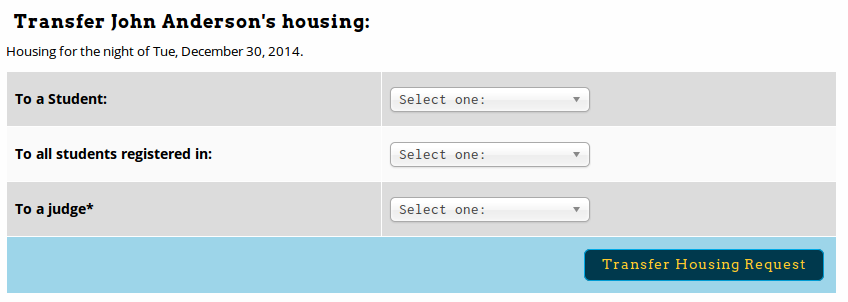 Transfer John Anderson's housing:
Housing for the night of Tue, December 30, 2014.
To a Student: Select one:
To all students registered in: Select one:
To a judge* Select one:
Transfer Housing Request